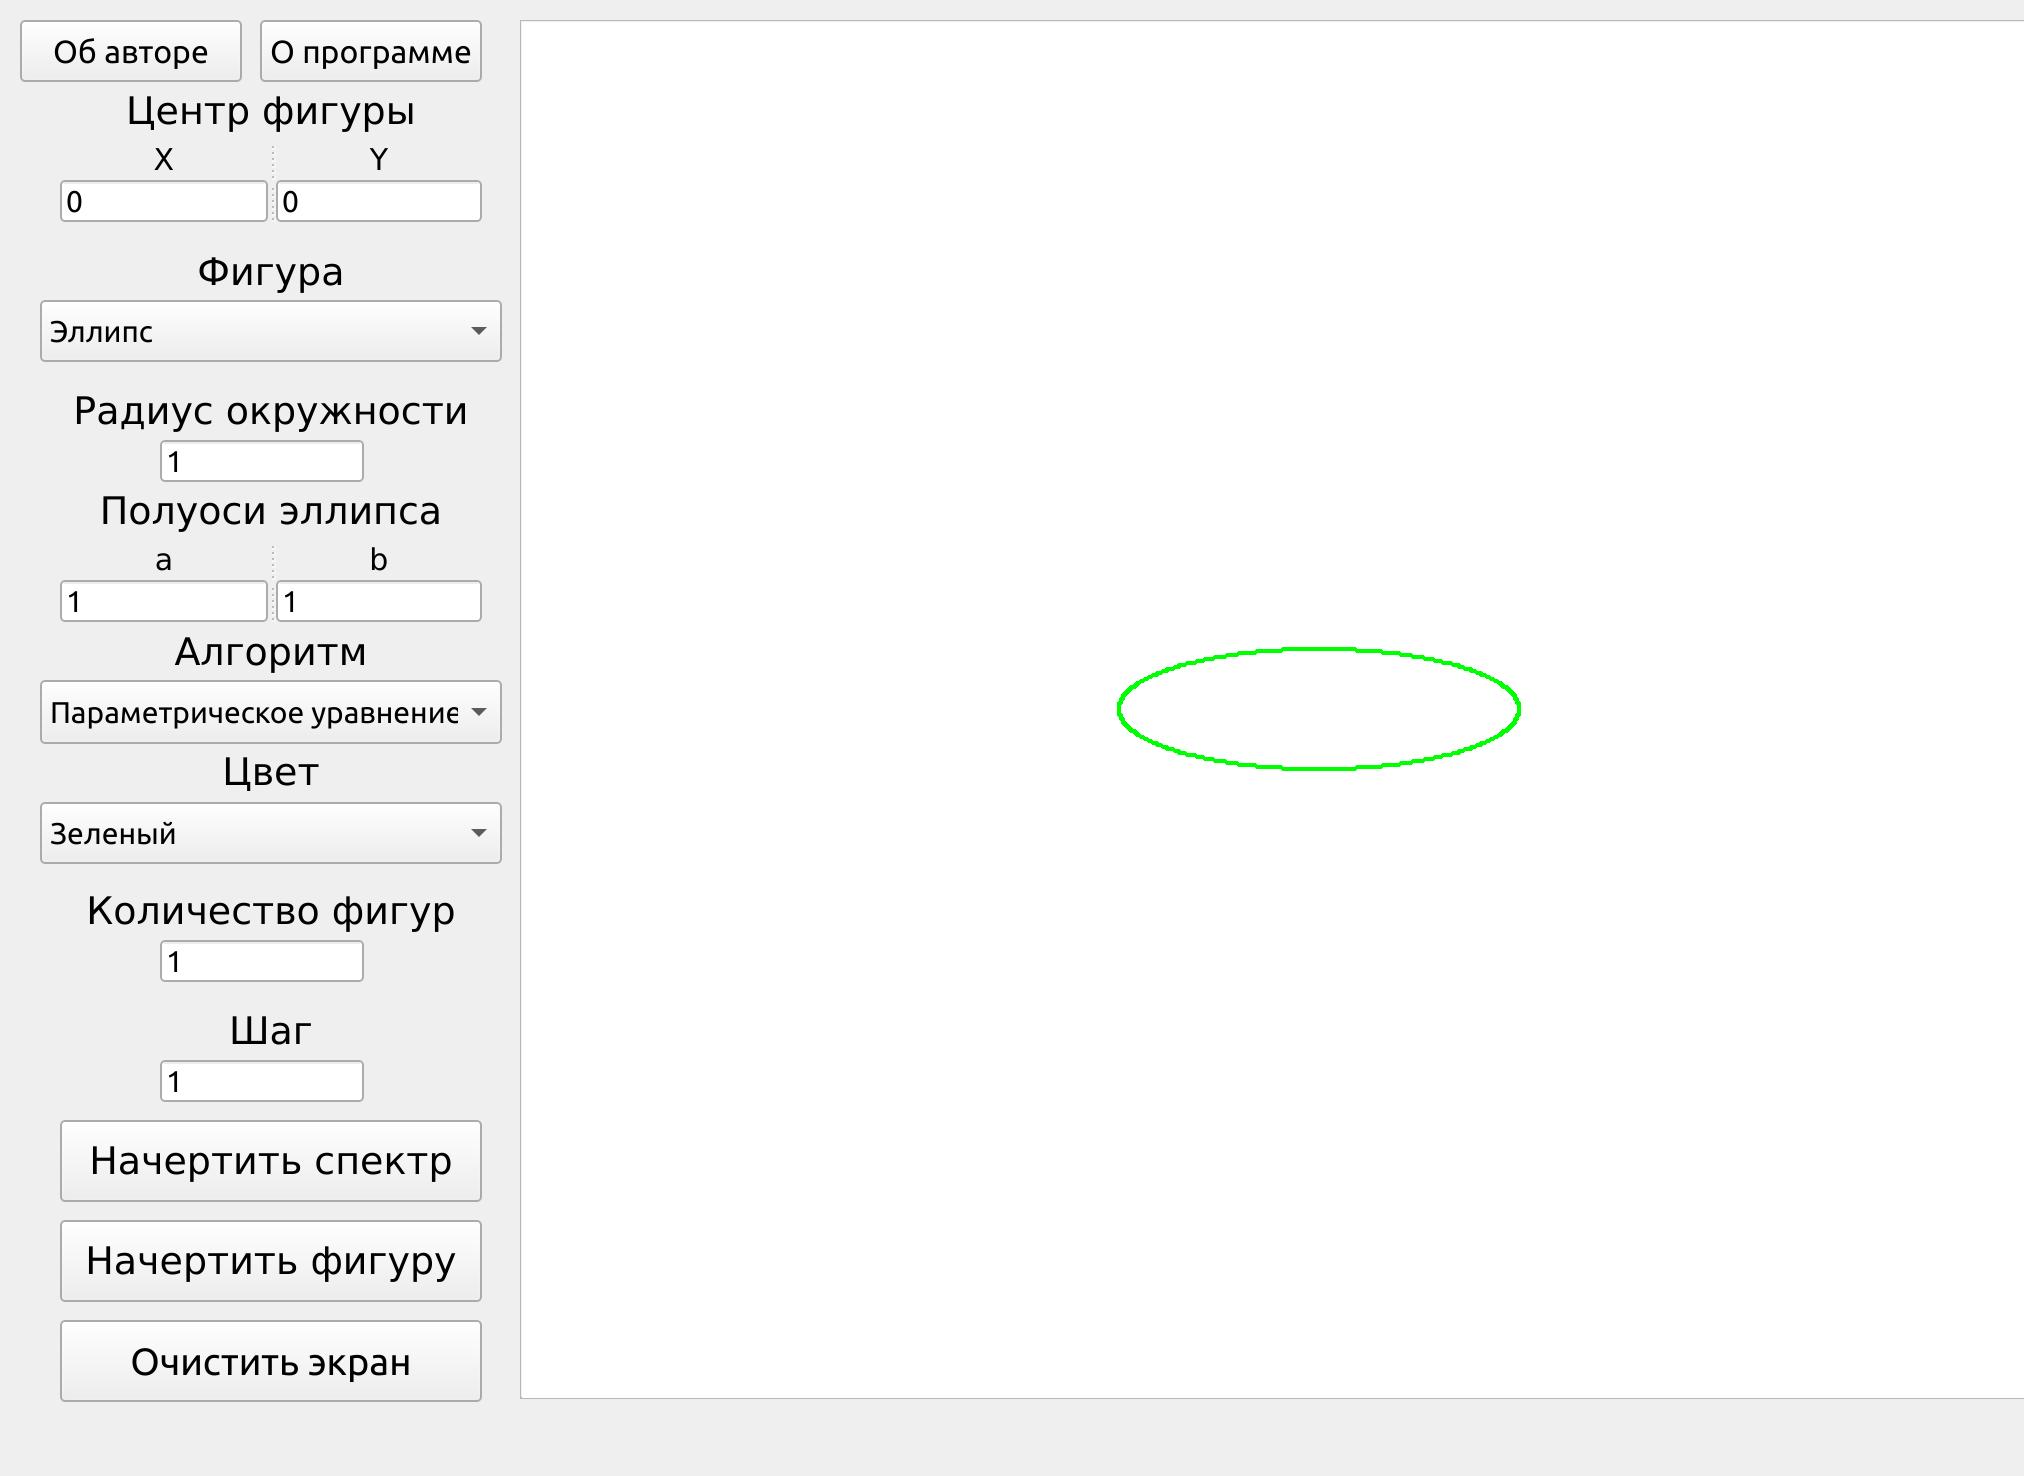 Об авторе О программе
Центр фигуры
X Y
0 0
Фигура
Эллипс
Радиус окружности
1
Полуоси эллипса
a b
1 1
Алгоритм
Параметрическое уравнение
Цвет
Зеленый
Количество фигур
1
Шаг
1
Начертить спектр
Начертить фигуру
Очистить экран